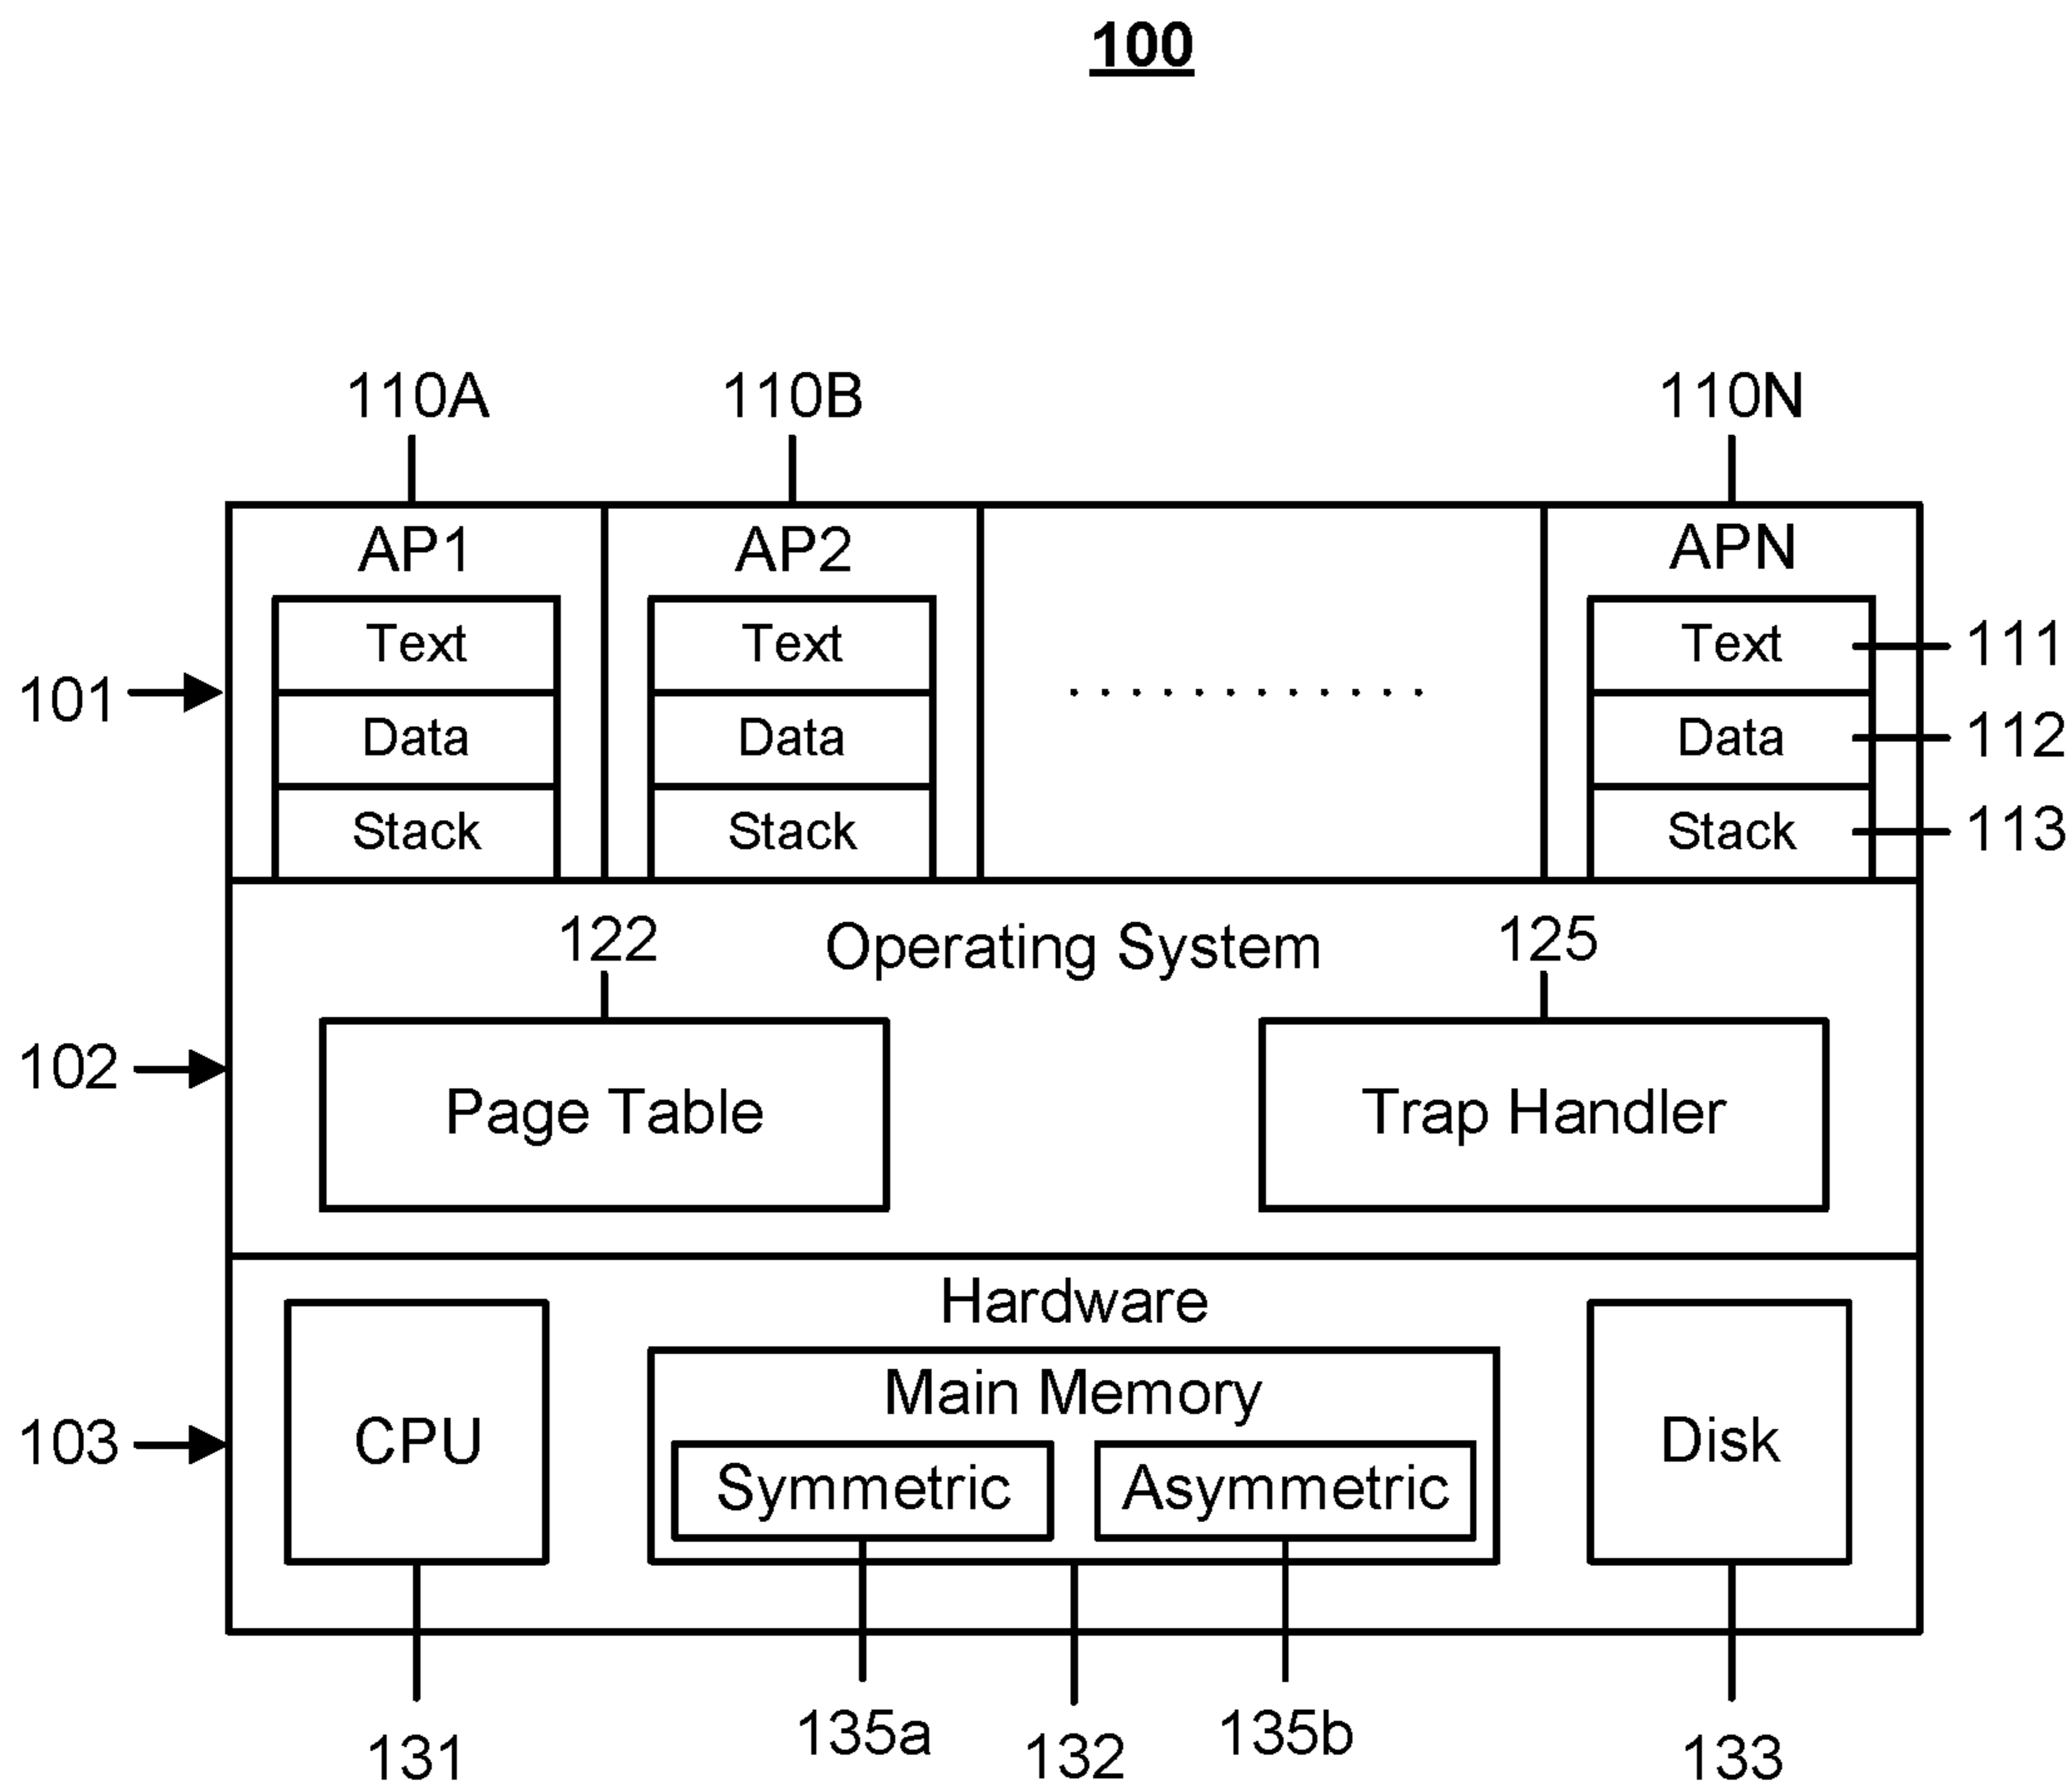 100
110A 110B 110N
AP1 AP2 APN
Text Text Text 111
101
Data Data ............ Data 112
Stack Stack Stack 113
122 Operating System 125
102
Page Table Trap Handler
Hardware
Main Memory
103 CPU Disk
Symmetric Asymmetric
131 135a 132 135b 133